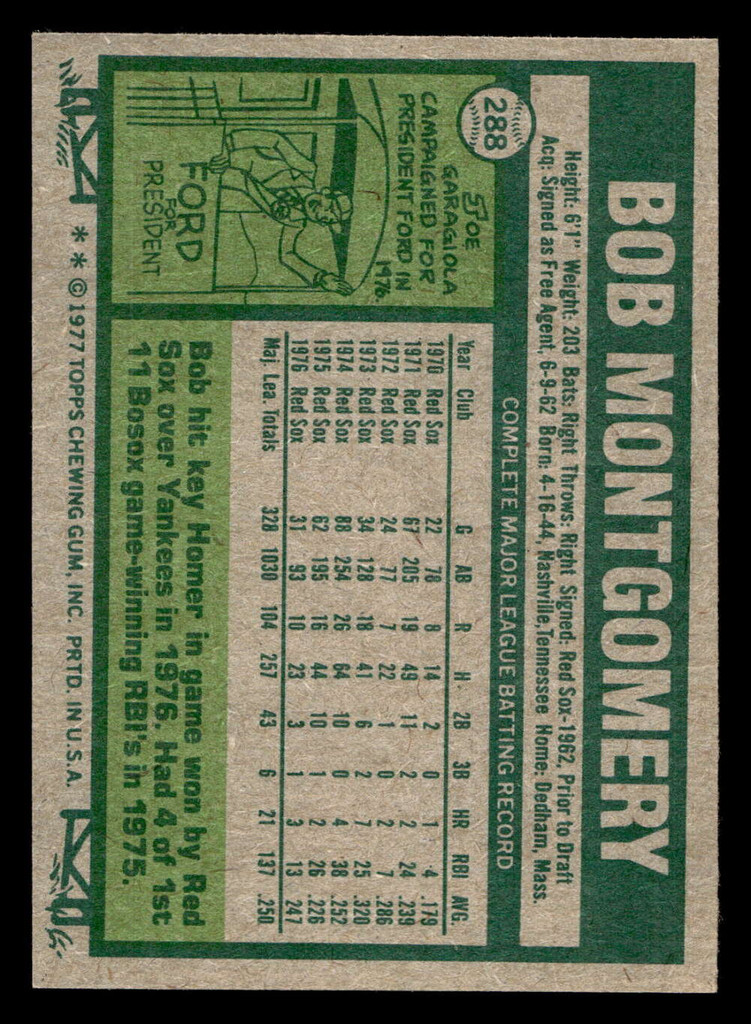 BOB MONTGOMERY
288
Height: 6'1" Weight: 203 Bats: Right Throws: Right Signed: Red Sox-1962, Prior to Draft
Acq: Signed as Free Agent, 6-9-62 Born: 4-16-44, Nashville, Tennessee Home: Dedham, Mass.
COMPLETE MAJOR LEAGUE BATTING RECORD
Year Club G AB R H 2B 3B HR RBI AVG.
1970 Red Sox 22 78 8 14 2 0 1 4 .179
1971 Red Sox 67 205 19 49 11 2 2 24 .239
1972 Red Sox 24 77 7 22 1 0 2 7 .286
1973 Red Sox 34 128 18 41 6 2 7 25 .320
1974 Red Sox 88 254 26 64 10 0 4 38 .252
1975 Red Sox 62 195 16 44 10 1 2 26 .226
1976 Red Sox 31 93 10 23 3 1 3 13 .247
Maj. Lea. Totals 328 1030 104 257 43 6 21 137 .250
JOE
GARAGIOLA
CAMPAIGNED FOR
PRESIDENT FORD IN
1976.
FORD
FOR
PRESIDENT
Bob hit key Homer in game won by Red
Sox over Yankees in 1976. Had 4 of 1st
11 Bosox game-winning RBI's in 1975.
** © 1977 TOPPS CHEWING GUM, INC. PRTD. IN U.S.A.